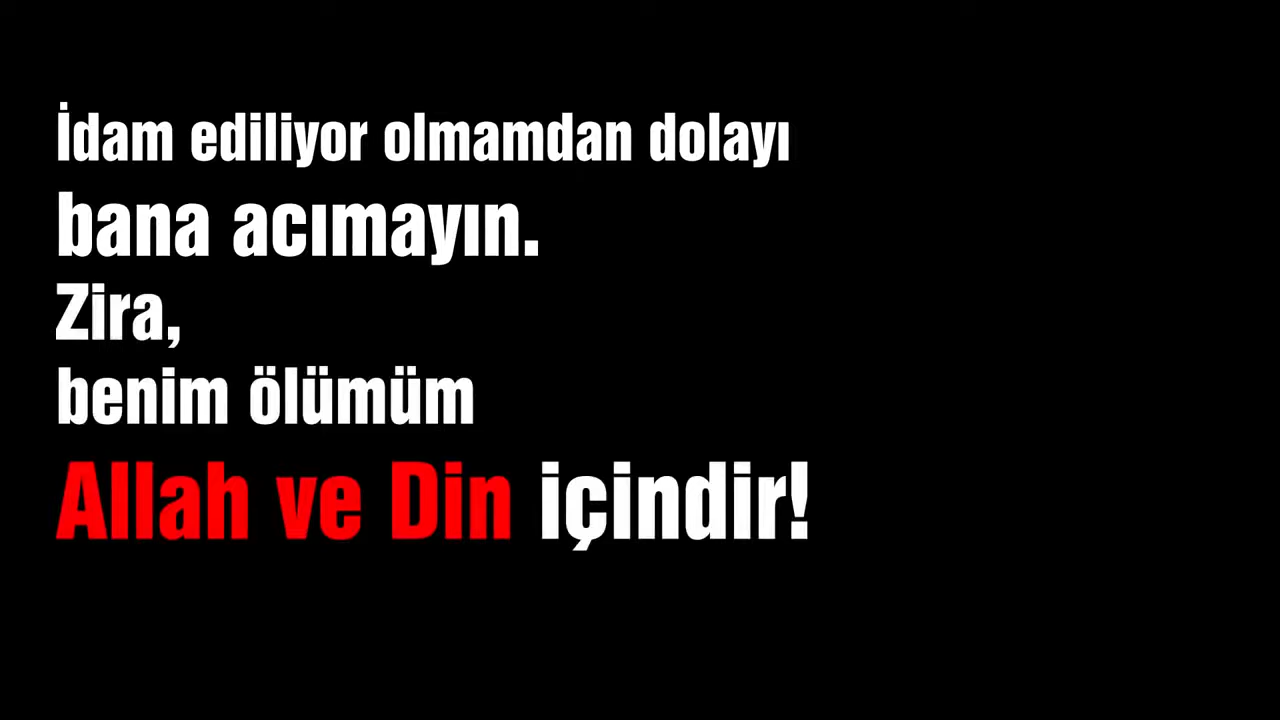 İdam ediliyor olmamdan dolayı
bana acımayın.
Zira,
benim ölümüm
Allah ve Din içindir!